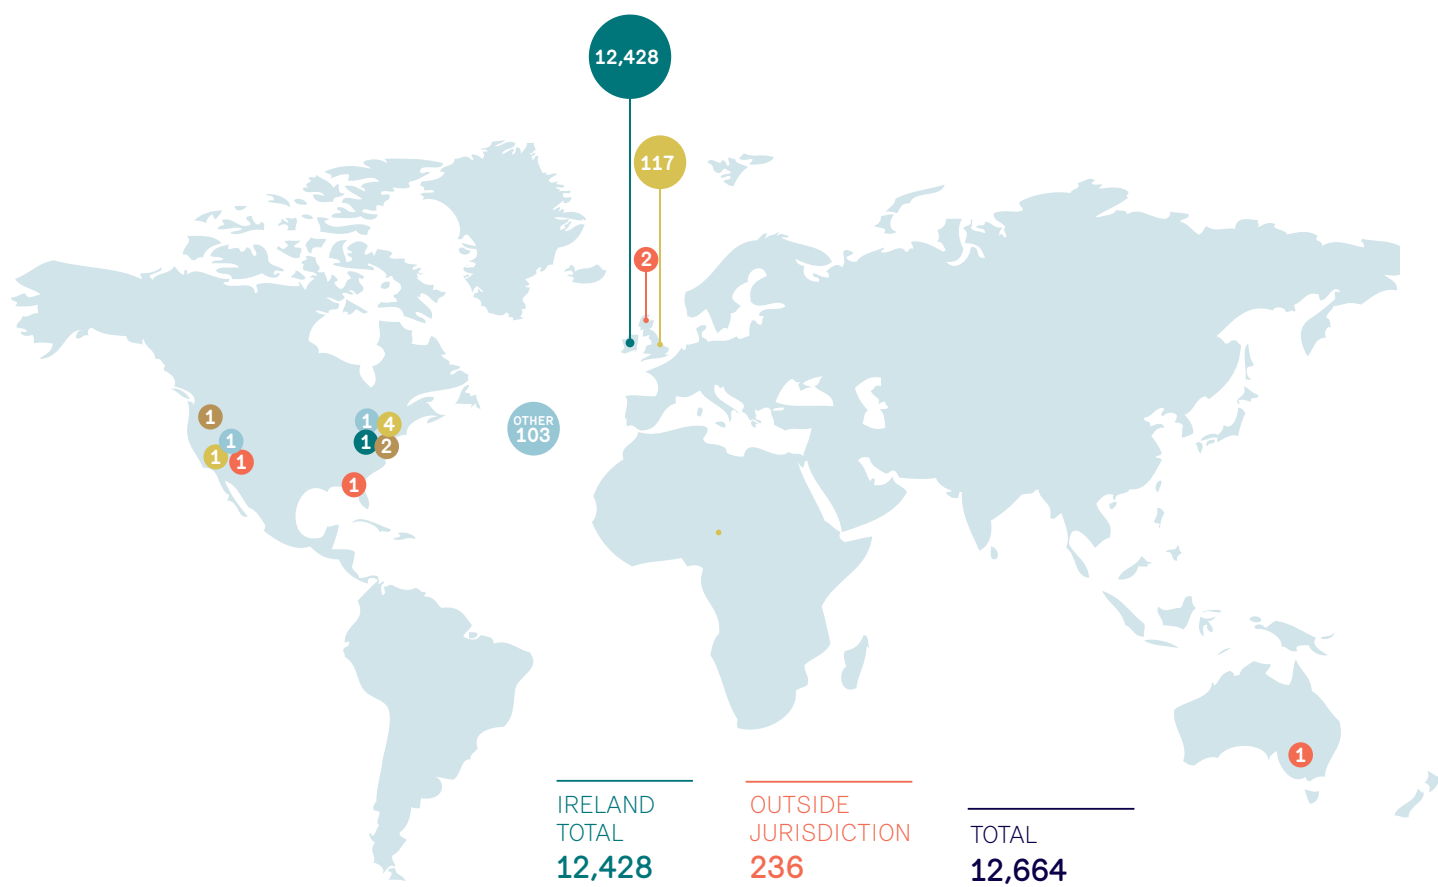 12,428
117
2
1
1
4
OTHER
103
1
1
2
1
1
1
1
IRELAND
TOTAL
12,428
OUTSIDE
JURISDICTION
236
TOTAL
12,664